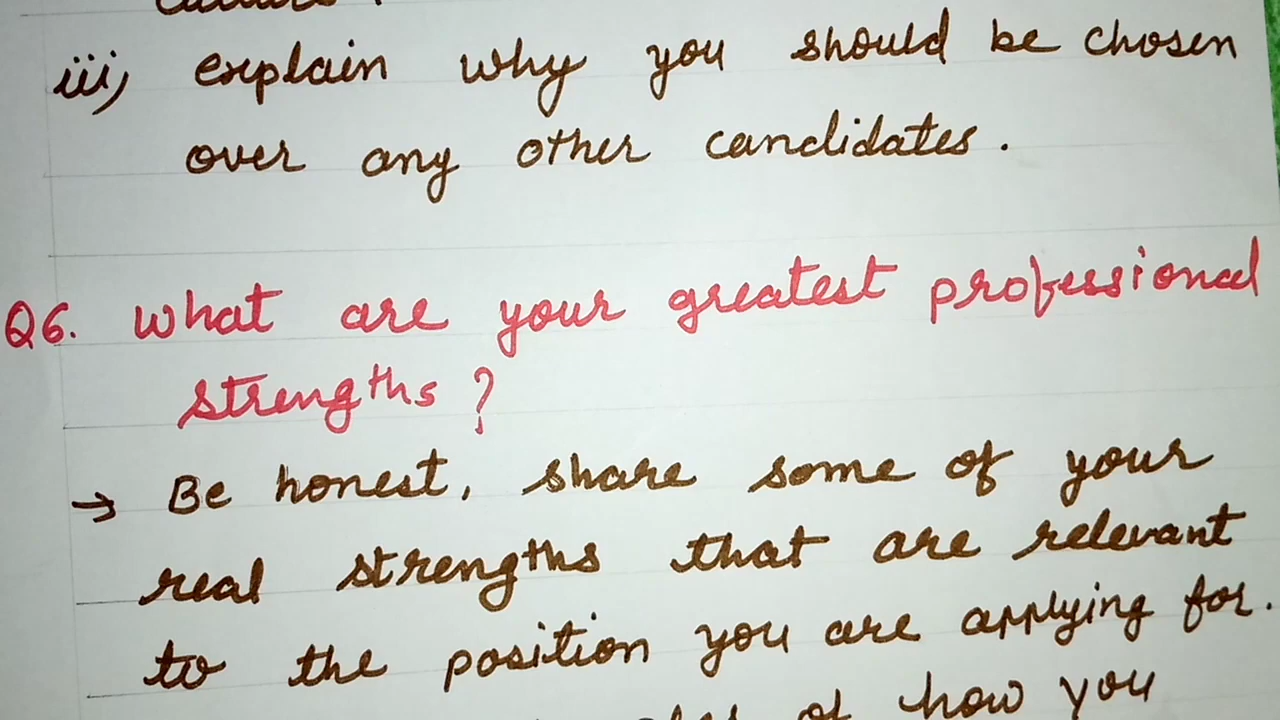 iii) explain why you should be chosen
over any other candidates.
Q6. What are your greatest professional
strengths?
→ Be honest, share some of your
real strengths that are relevant
to the position you are applying for.
of how you